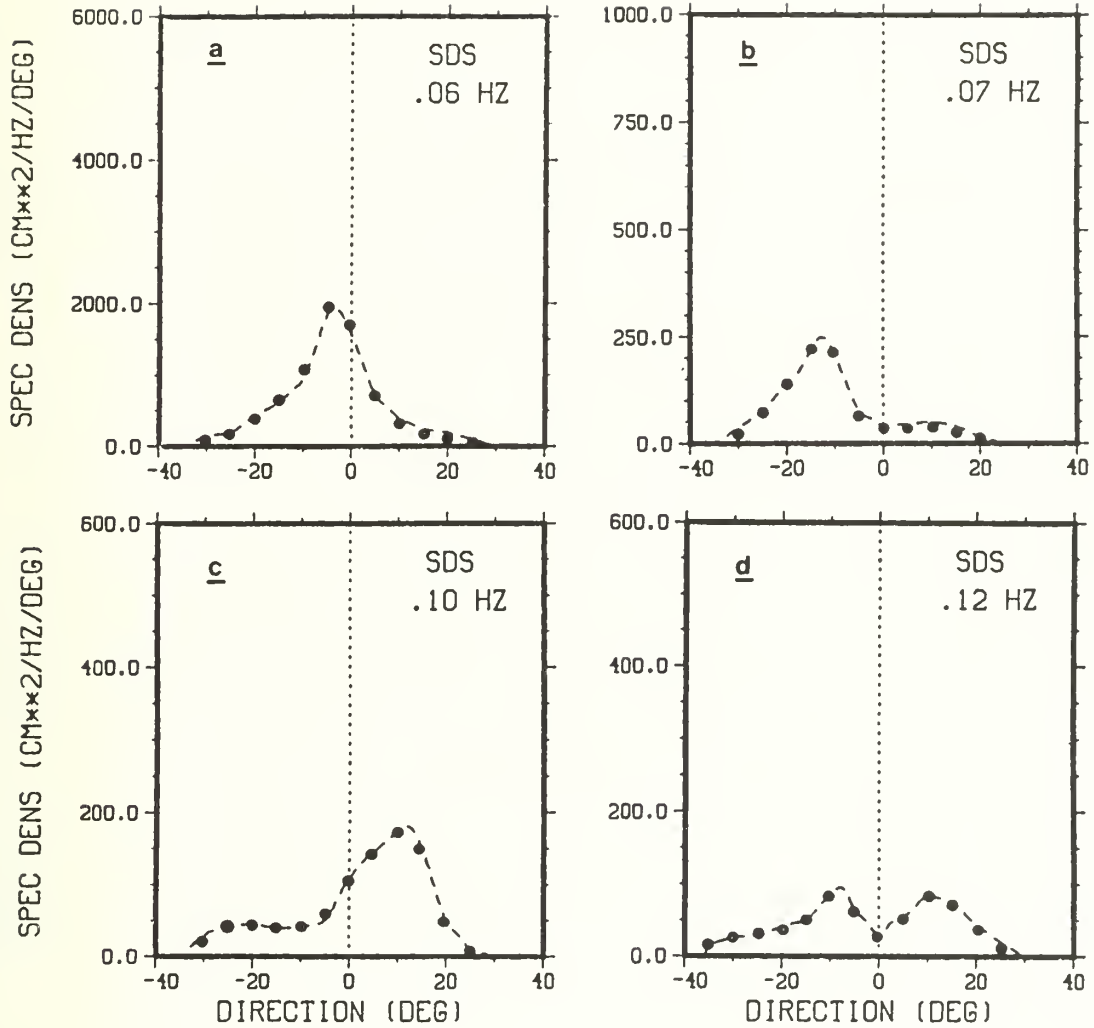 SPEC DENS (CM**2/HZ/DEG)
6000.0
4000.0
2000.0
0.0
a
SDS
.06 HZ
-40
-20
0
20
40
1000.0
750.0
500.0
250.0
0.0
b
SDS
.07 HZ
-40
-20
0
20
40
SPEC DENS (CM**2/HZ/DEG)
600.0
400.0
200.0
0.0
c
SDS
.10 HZ
-40
-20
0
20
40
DIRECTION (DEG)
600.0
400.0
200.0
0.0
d
SDS
.12 HZ
-40
-20
0
20
40
DIRECTION (DEG)